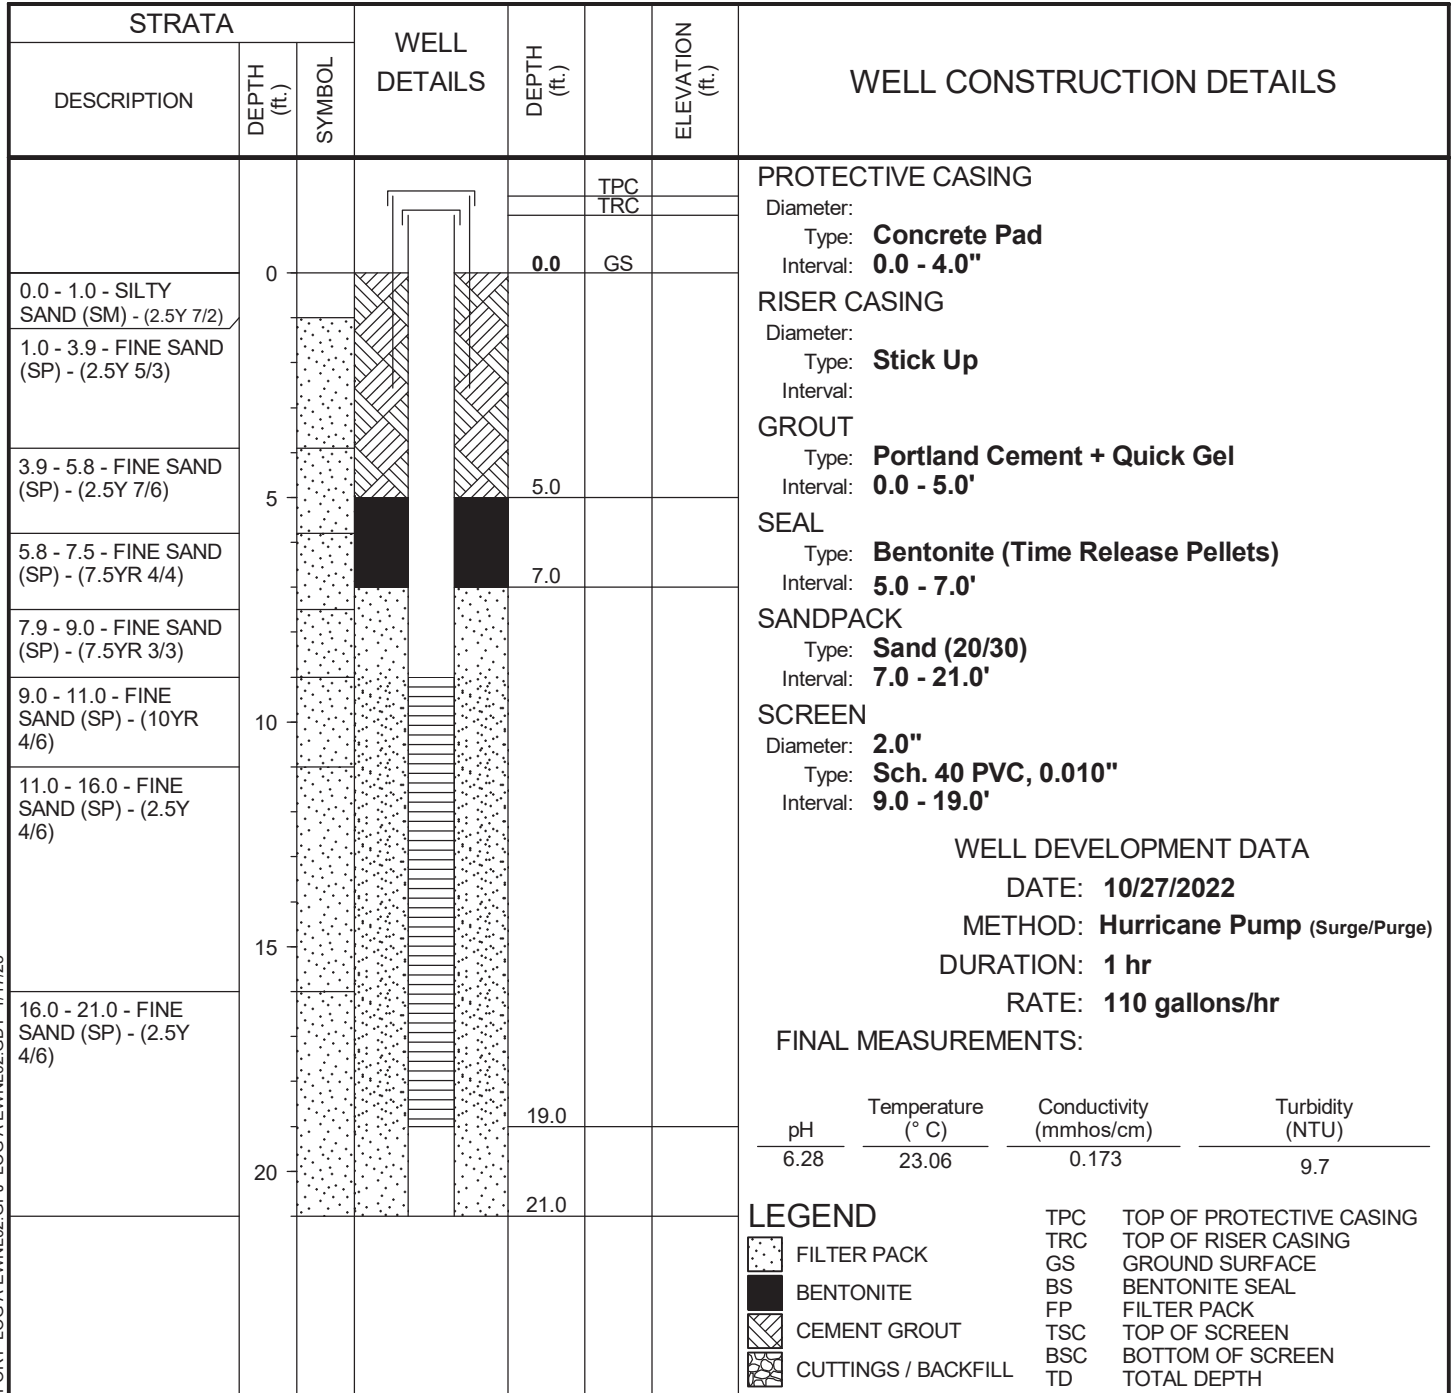 STRATA
DESCRIPTION
DEPTH
(ft.)
SYMBOL
WELL
DETAILS
DEPTH
(ft.)
ELEVATION
(ft.)
WELL CONSTRUCTION DETAILS
0.0 - 1.0 - SILTY
SAND (SM) - (2.5Y 7/2)
1.0 - 3.9 - FINE SAND
(SP) - (2.5Y 5/3)
3.9 - 5.8 - FINE SAND
(SP) - (2.5Y 7/6)
5.8 - 7.5 - FINE SAND
(SP) - (7.5YR 4/4)
7.9 - 9.0 - FINE SAND
(SP) - (7.5YR 3/3)
9.0 - 11.0 - FINE
SAND (SP) - (10YR
4/6)
11.0 - 16.0 - FINE
SAND (SP) - (2.5Y
4/6)
16.0 - 21.0 - FINE
SAND (SP) - (2.5Y
4/6)
0
5
10
15
20
TPC
TRC
0.0 GS
5.0
7.0
19.0
21.0
PROTECTIVE CASING
Diameter:
Type: Concrete Pad
Interval: 0.0 - 4.0"
RISER CASING
Diameter:
Type: Stick Up
Interval:
GROUT
Type: Portland Cement + Quick Gel
Interval: 0.0 - 5.0'
SEAL
Type: Bentonite (Time Release Pellets)
Interval: 5.0 - 7.0'
SANDPACK
Type: Sand (20/30)
Interval: 7.0 - 21.0'
SCREEN
Diameter: 2.0"
Type: Sch. 40 PVC, 0.010"
Interval: 9.0 - 19.0'
WELL DEVELOPMENT DATA
DATE: 10/27/2022
METHOD: Hurricane Pump (Surge/Purge)
DURATION: 1 hr
RATE: 110 gallons/hr
FINAL MEASUREMENTS:
pH
Temperature
(° C)
Conductivity
(mmhos/cm)
Turbidity
(NTU)
6.28 23.06 0.173 9.7
LEGEND
FILTER PACK
BENTONITE
CEMENT GROUT
CUTTINGS / BACKFILL
TPC TOP OF PROTECTIVE CASING
TRC TOP OF RISER CASING
GS GROUND SURFACE
BS BENTONITE SEAL
FP FILTER PACK
TSC TOP OF SCREEN
BSC BOTTOM OF SCREEN
TD TOTAL DEPTH